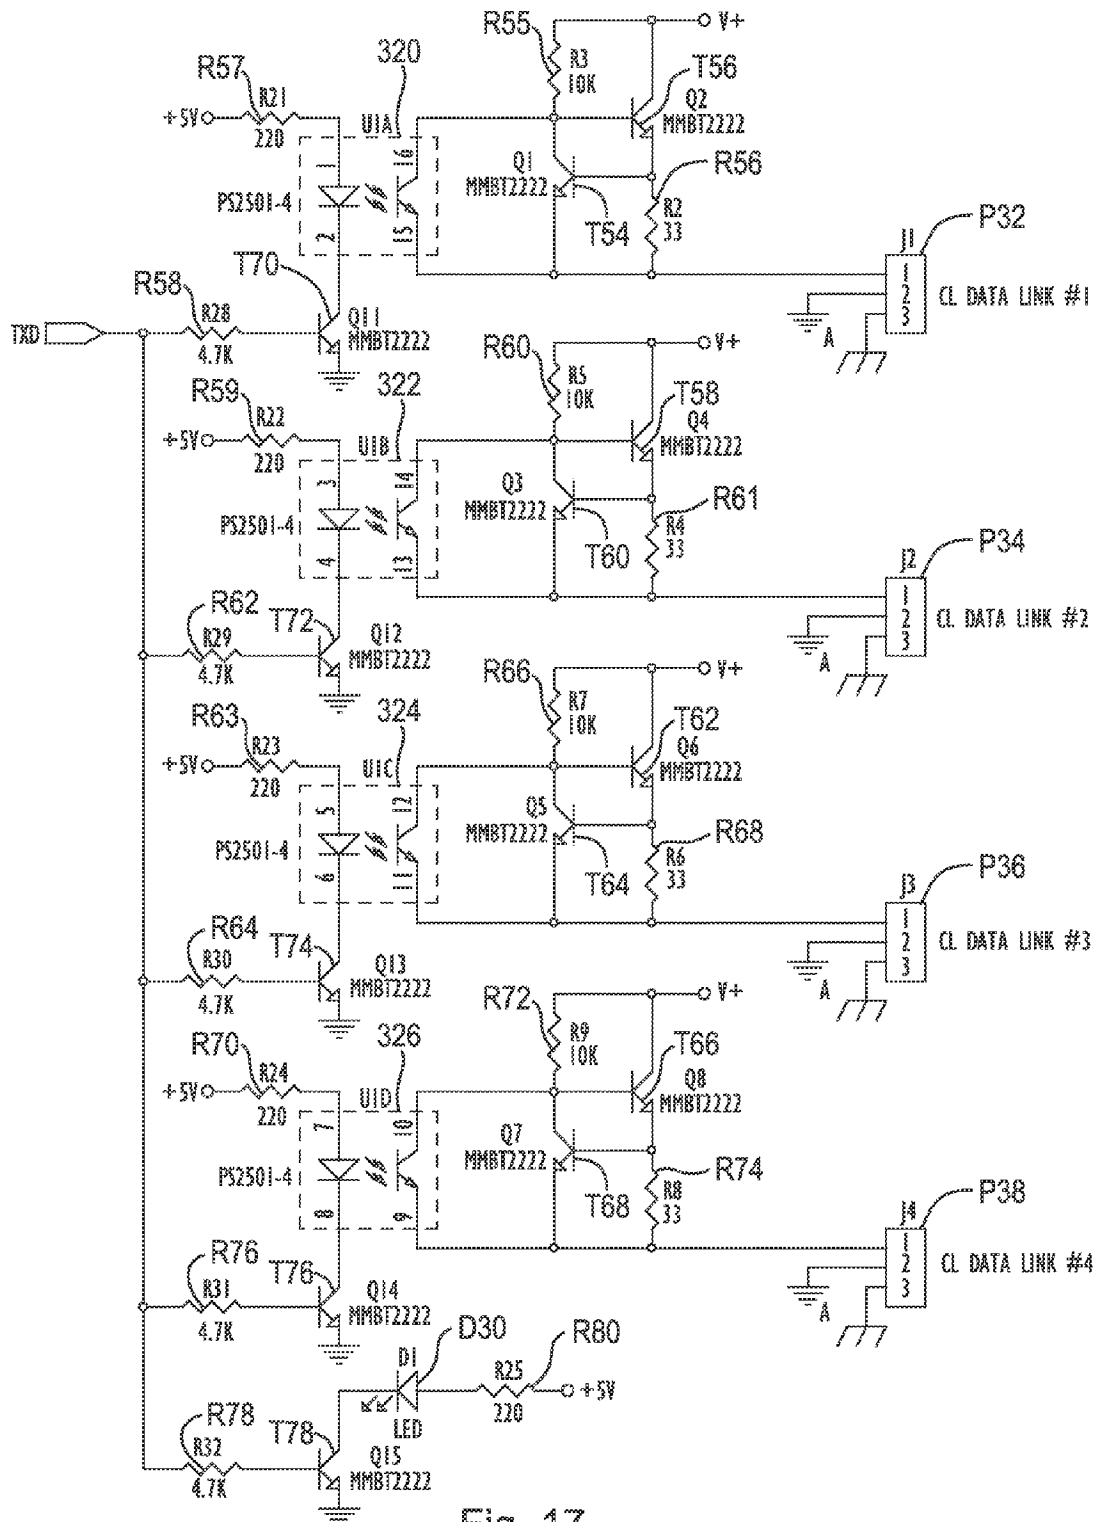 R55
V+
R3
10K
T56
Q2
MMBT2222
320
R57
R21
+5V
220
U1A
1
16
PS2501-4
2
15
Q1
MMBT2222
T54
R56
R2
33
P32
J1
1
2
3
CL DATA LINK #1
A
T70
R58
TXD
R28
4.7K
Q11
MMBT2222
R60
V+
R5
10K
T58
Q4
MMBT2222
322
R59
R22
+5V
220
U1B
3
14
PS2501-4
4
13
Q3
MMBT2222
T60
R61
R4
33
P34
J2
1
2
3
CL DATA LINK #2
A
R62
T72
R29
4.7K
Q12
MMBT2222
R66
V+
R7
10K
T62
Q6
MMBT2222
324
R63
R23
+5V
220
U1C
5
12
PS2501-4
6
11
Q5
MMBT2222
T64
R68
R6
33
P36
J3
1
2
3
CL DATA LINK #3
A
R64
T74
R30
4.7K
Q13
MMBT2222
R72
V+
R9
10K
T66
Q8
MMBT2222
326
R70
R24
+5V
220
U1D
7
10
PS2501-4
8
9
Q7
MMBT2222
T68
R74
R8
33
P38
J4
1
2
3
CL DATA LINK #4
A
R76
T76
R31
4.7K
Q14
MMBT2222
D30
R80
D1
R25
+5V
LED
220
R78
T78
R32
4.7K
Q15
MMBT2222
Fig. 17